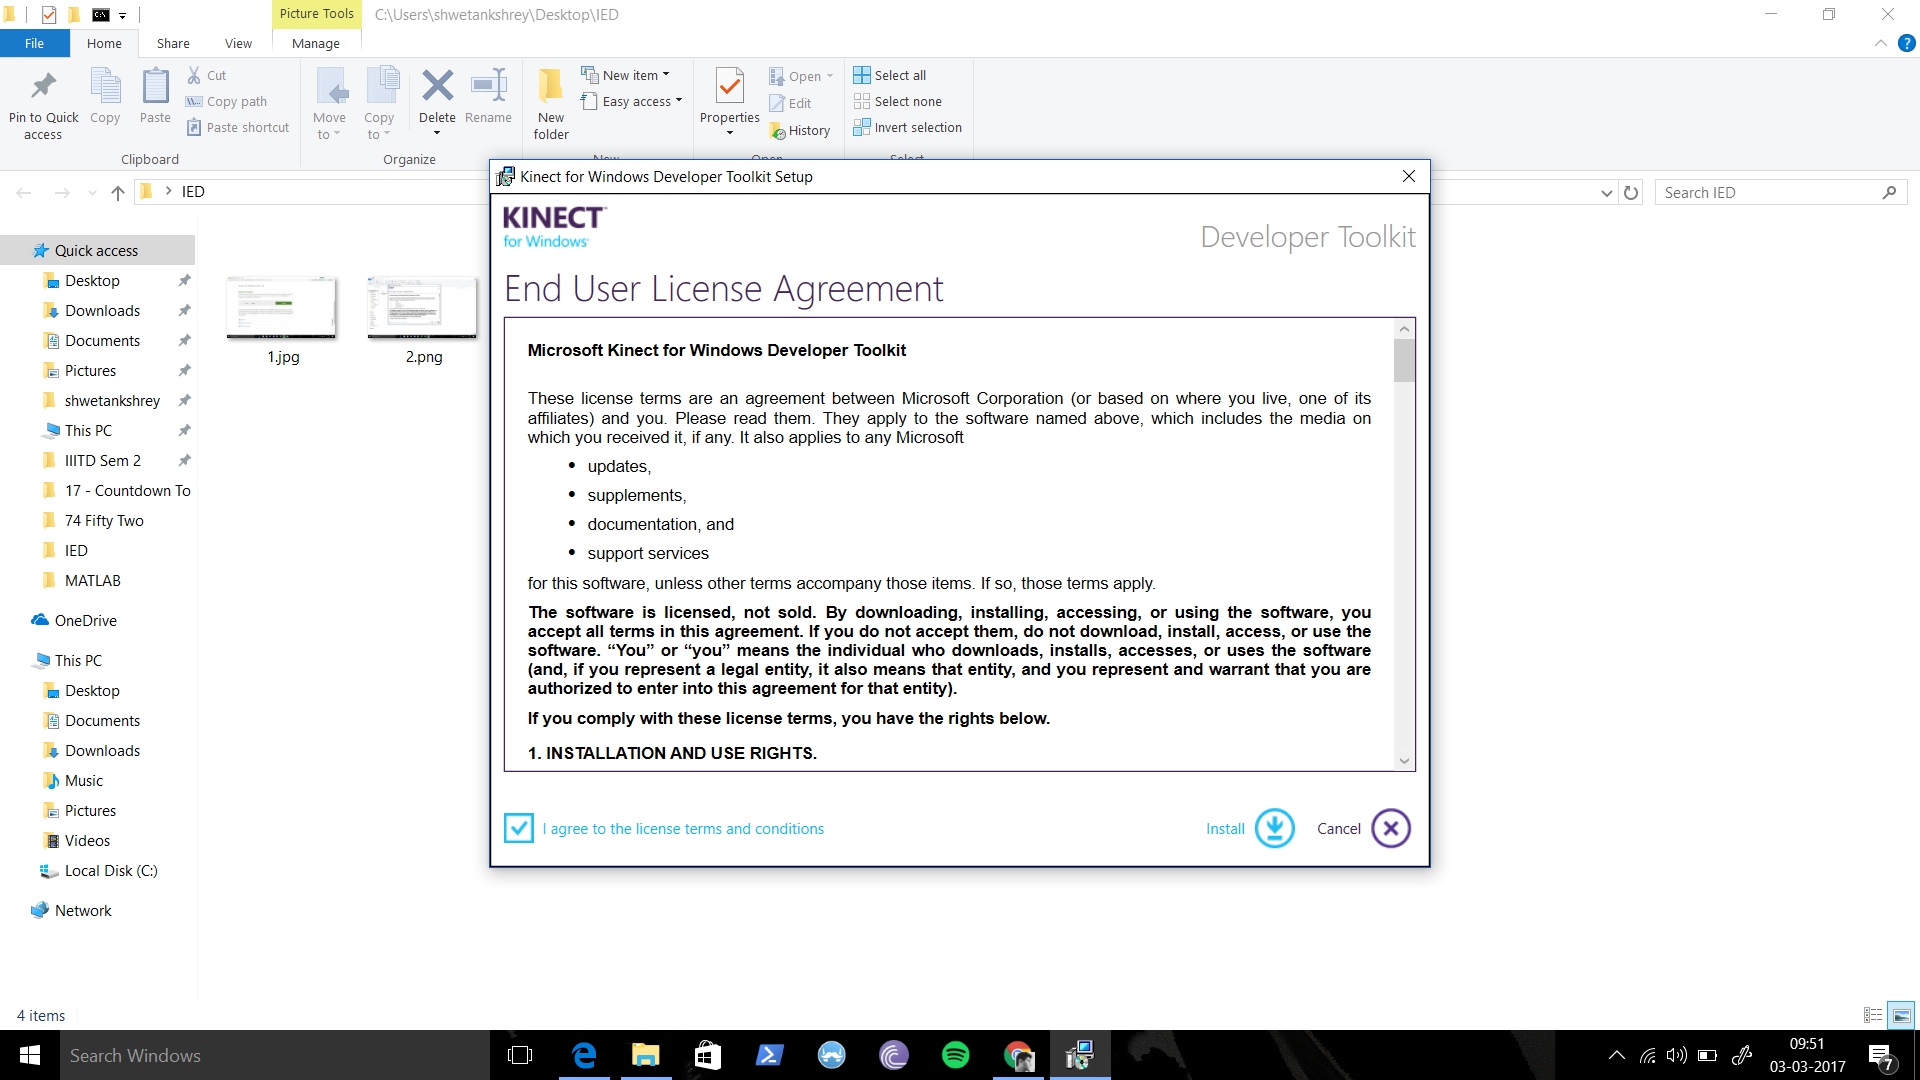 Picture Tools
C:\Users\shwetankshrey\Desktop\IED
File
Home
Share
View
Manage
Pin to Quick access
Copy
Paste
Cut
Copy path
Paste shortcut
Clipboard
Move to
Copy to
Delete
Rename
Organize
New folder
New item
Easy access
Properties
Open
Edit
History
Select all
Select none
Invert selection
IED
Search IED
Quick access
Desktop
Downloads
Documents
Pictures
shwetankshrey
This PC
IIITD Sem 2
17 - Countdown To
74 Fifty Two
IED
MATLAB
OneDrive
This PC
Desktop
Documents
Downloads
Music
Pictures
Videos
Local Disk (C:)
Network
1.jpg
2.png
Kinect for Windows Developer Toolkit Setup
KINECT
for Windows
Developer Toolkit
End User License Agreement
Microsoft Kinect for Windows Developer Toolkit
These license terms are an agreement between Microsoft Corporation (or based on where you live, one of its
affiliates) and you. Please read them. They apply to the software named above, which includes the media on
which you received it, if any. It also applies to any Microsoft
• updates,
• supplements,
• documentation, and
• support services
for this software, unless other terms accompany those items. If so, those terms apply.
The software is licensed, not sold. By downloading, installing, accessing, or using the software, you
accept all terms in this agreement. If you do not accept them, do not download, install, access, or use the
software. “You” or “you” means the individual who downloads, installs, accesses, or uses the software
(and, if you represent a legal entity, it also means that entity, and you represent and warrant that you are
authorized to enter into this agreement for that entity).
If you comply with these license terms, you have the rights below.
1. INSTALLATION AND USE RIGHTS.
I agree to the license terms and conditions
Install
Cancel
4 items
Search Windows
09:51
03-03-2017
7